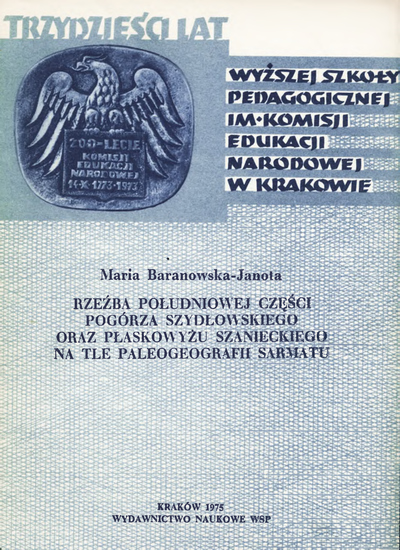 TRZYDZIEŚCI LAT
WYŻSZEJ SZKOŁY
PEDAGOGICZNEJ
IM·KOMISJI
EDUKACJI
NARODOWEJ
W KRAKOWIE
200-LECIE
KOMISJI
EDUKACJI
NARODOWEJ
14·X·1773·1973
Maria Baranowska-Janota
RZEŹBA POŁUDNIOWEJ CZĘŚCI
POGÓRZA SZYDŁOWSKIEGO
ORAZ PŁASKOWYŻU SZANIECKIEGO
NA TLE PALEOGEOGRAFII SARMATU
KRAKÓW 1975
WYDAWNICTWO NAUKOWE WSP